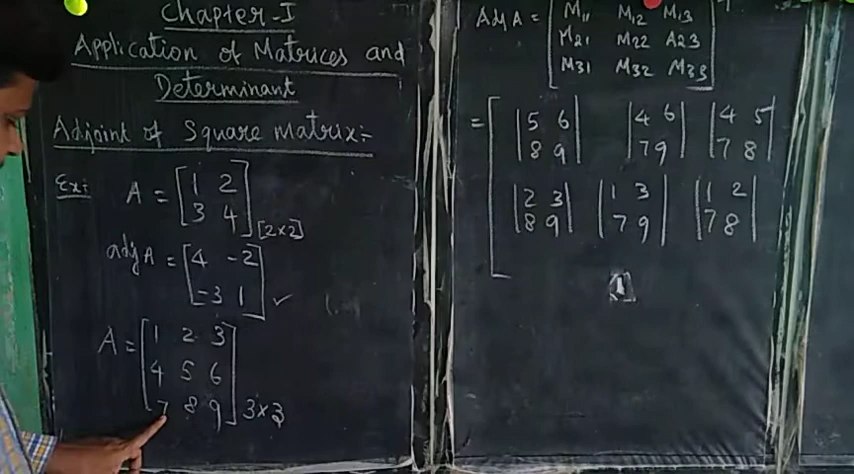 Chapter-I
Application of Matrices and
Determinant
Adjoint of Square Matrix:-
Ex:- A = [1 2
3 4] [2×2]
adj A = [4 -2
-3 1] ✓
A = [1 2 3
4 5 6
7 8 9] 3×3
Adj A = [M11 M12 M13
M21 M22 A23
M31 M32 M33]
= [|5 6| |4 6| |4 5|
|8 9| |7 9| |7 8|
|2 3| |1 3| |1 2|
|8 9| |7 9| |7 8|